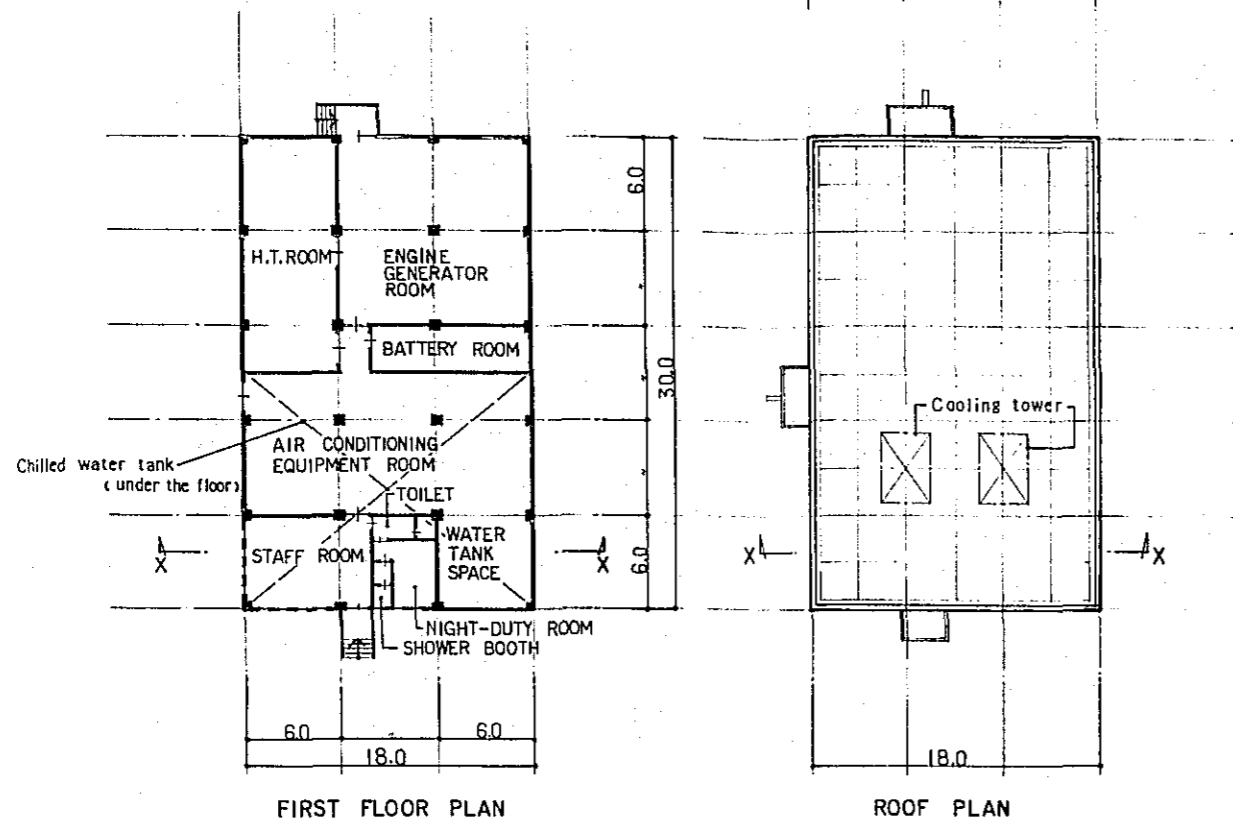 6.0
H.T. ROOM
ENGINE
GENERATOR
ROOM
BATTERY ROOM
30.0
Cooling tower
AIR CONDITIONING
EQUIPMENT ROOM
Chilled water tank
( under the floor)
TOILET
WATER
TANK
SPACE
STAFF ROOM
X
X
6.0
X
X
NIGHT-DUTY ROOM
SHOWER BOOTH
6.0
6.0
18.0
18.0
FIRST FLOOR PLAN
ROOF PLAN